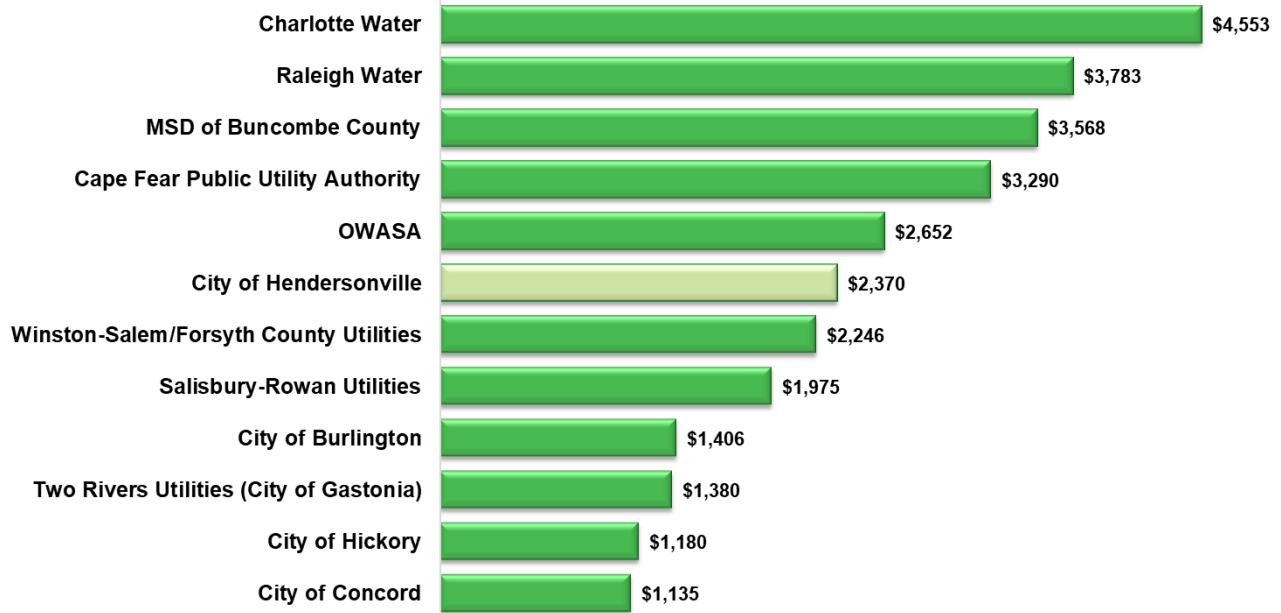 Charlotte Water $4,553
Raleigh Water $3,783
MSD of Buncombe County $3,568
Cape Fear Public Utility Authority $3,290
OWASA $2,652
City of Hendersonville $2,370
Winston-Salem/Forsyth County Utilities $2,246
Salisbury-Rowan Utilities $1,975
City of Burlington $1,406
Two Rivers Utilities (City of Gastonia) $1,380
City of Hickory $1,180
City of Concord $1,135